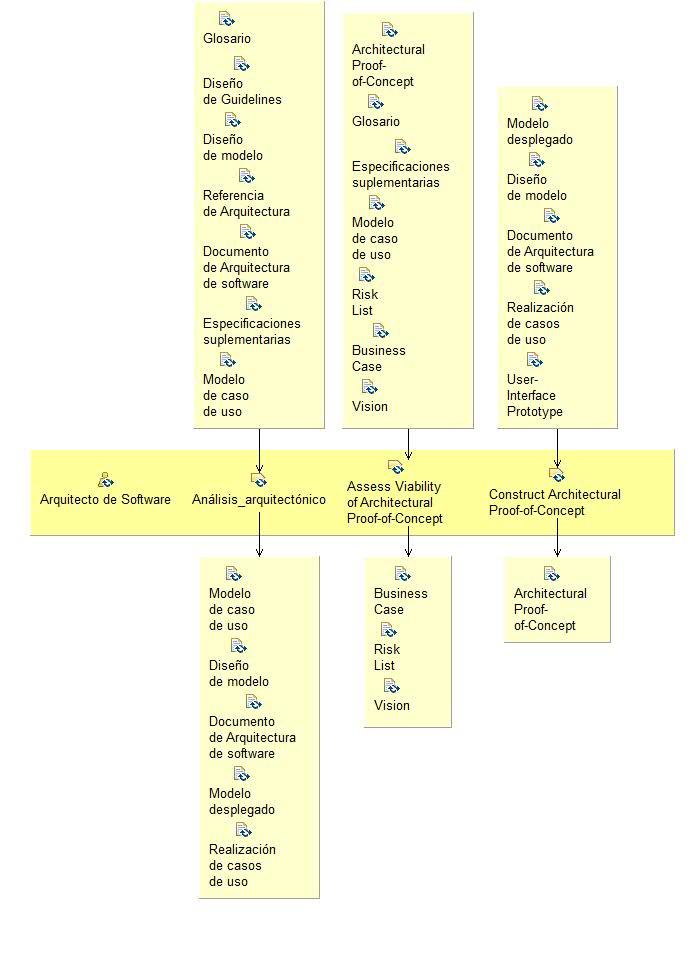 Glosario
Diseño
de Guidelines
Diseño
de modelo
Referencia
de Arquitectura
Documento
de Arquitectura
de software
Especificaciones
suplementarias
Modelo
de caso
de uso
Architectural
Proof-
of-Concept
Glosario
Especificaciones
suplementarias
Modelo
de caso
de uso
Risk
List
Business
Case
Vision
Modelo
desplegado
Diseño
de modelo
Documento
de Arquitectura
de software
Realización
de casos
de uso
User-
Interface
Prototype
Arquitecto de Software
Análisis_arquitectónico
Assess Viability
of Architectural
Proof-of-Concept
Construct Architectural
Proof-of-Concept
Modelo
de caso
de uso
Diseño
de modelo
Documento
de Arquitectura
de software
Modelo
desplegado
Realización
de casos
de uso
Business
Case
Risk
List
Vision
Architectural
Proof-
of-Concept